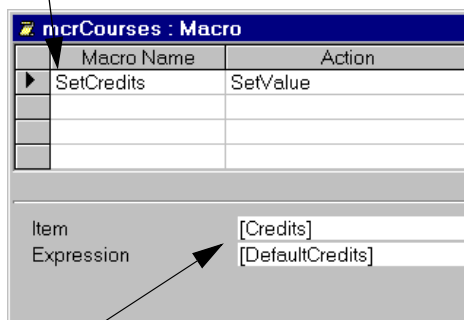 mcrCourses : Macro
Macro Name Action
SetCredits SetValue
Item [Credits]
Expression [DefaultCredits]